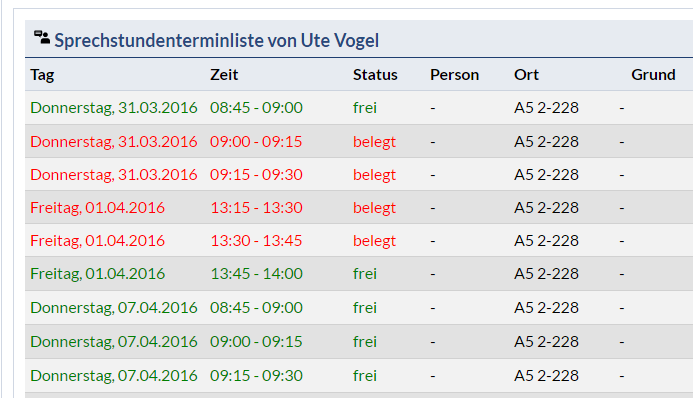 Sprechstundenterminliste von Ute Vogel
Tag Zeit Status Person Ort Grund
Donnerstag, 31.03.2016 08:45 - 09:00 frei - A5 2-228 -
Donnerstag, 31.03.2016 09:00 - 09:15 belegt - A5 2-228 -
Donnerstag, 31.03.2016 09:15 - 09:30 belegt - A5 2-228 -
Freitag, 01.04.2016 13:15 - 13:30 belegt - A5 2-228 -
Freitag, 01.04.2016 13:30 - 13:45 belegt - A5 2-228 -
Freitag, 01.04.2016 13:45 - 14:00 frei - A5 2-228 -
Donnerstag, 07.04.2016 08:45 - 09:00 frei - A5 2-228 -
Donnerstag, 07.04.2016 09:00 - 09:15 frei - A5 2-228 -
Donnerstag, 07.04.2016 09:15 - 09:30 frei - A5 2-228 -